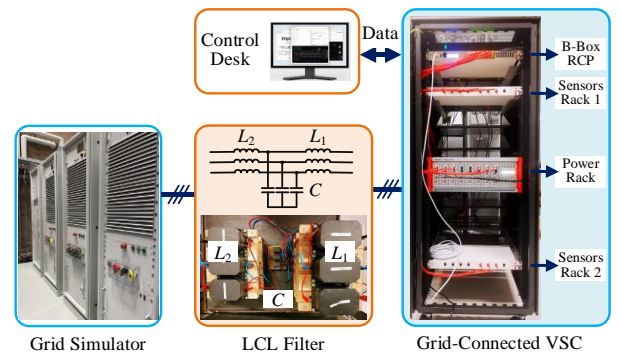 Control
Desk
Data
B-Box
RCP
Sensors
Rack 1
Power
Rack
Sensors
Rack 2
L2
L1
C
L2
L1
C
Grid Simulator
LCL Filter
Grid-Connected VSC